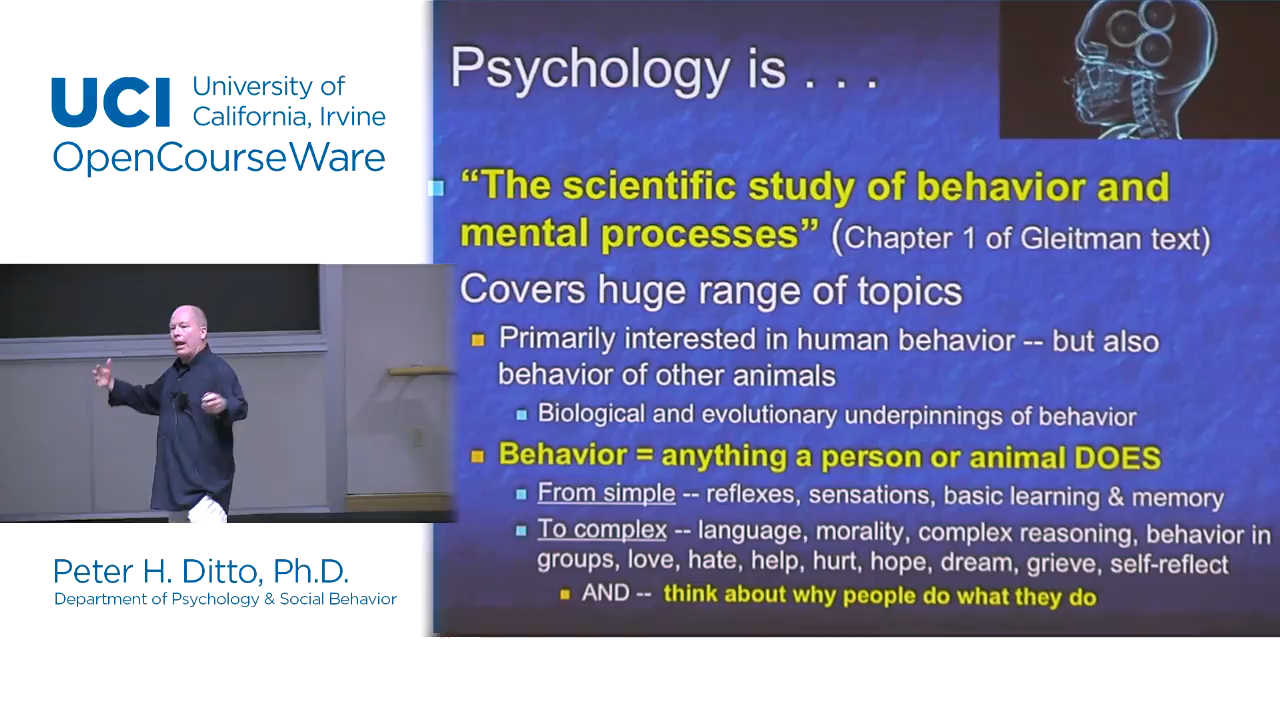 UCI University of
California, Irvine
OpenCourseWare
Peter H. Ditto, Ph.D.
Department of Psychology & Social Behavior
Psychology is . . .
“The scientific study of behavior and
mental processes” (Chapter 1 of Gleitman text)
Covers huge range of topics
Primarily interested in human behavior -- but also
behavior of other animals
Biological and evolutionary underpinnings of behavior
Behavior = anything a person or animal DOES
From simple -- reflexes, sensations, basic learning & memory
To complex -- language, morality, complex reasoning, behavior in
groups, love, hate, help, hurt, hope, dream, grieve, self-reflect
AND -- think about why people do what they do